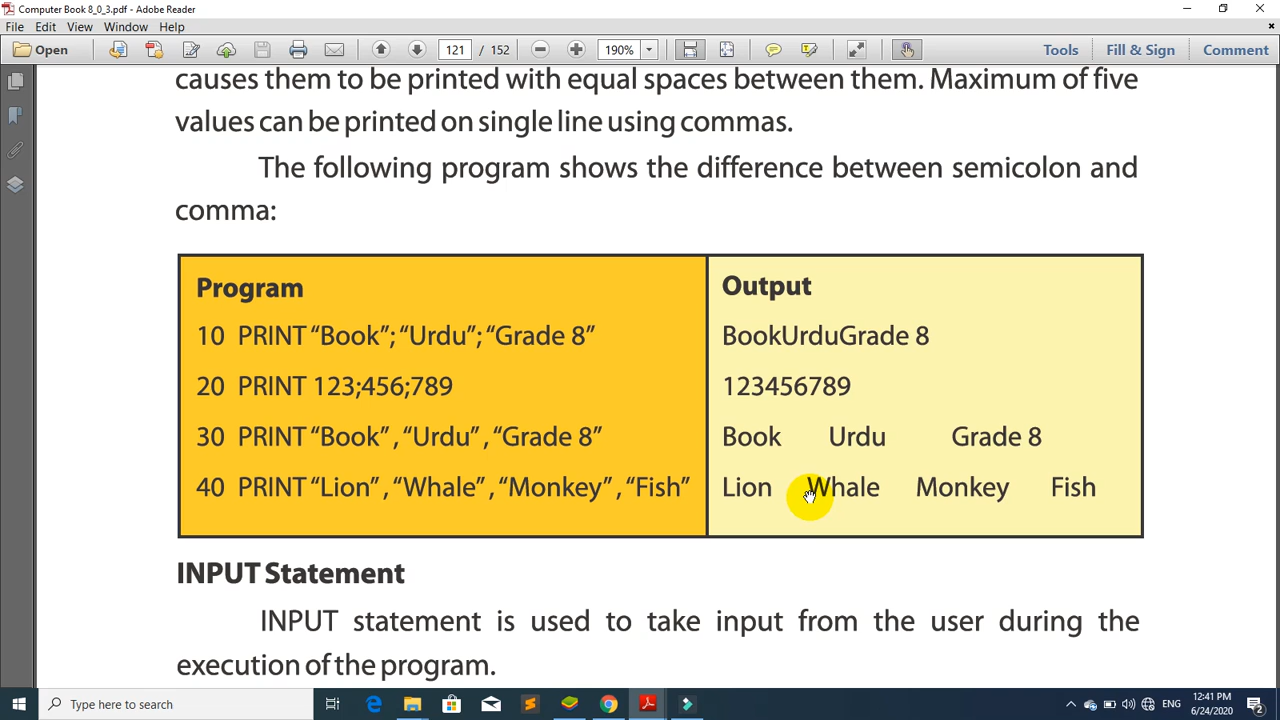 Computer Book 8_0_3.pdf - Adobe Reader
File Edit View Window Help
Open 121 / 152 190% Tools Fill & Sign Comment
causes them to be printed with equal spaces between them. Maximum of five
values can be printed on single line using commas.
The following program shows the difference between semicolon and
comma:
Program
10 PRINT “Book”; “Urdu”; “Grade 8”
20 PRINT 123;456;789
30 PRINT “Book” , “Urdu” , “Grade 8”
40 PRINT “Lion” , “Whale” , “Monkey” , “Fish”
Output
BookUrduGrade 8
123456789
Book Urdu Grade 8
Lion Whale Monkey Fish
INPUT Statement
INPUT statement is used to take input from the user during the
execution of the program.
Type here to search
ENG
12:41 PM
6/24/2020
2